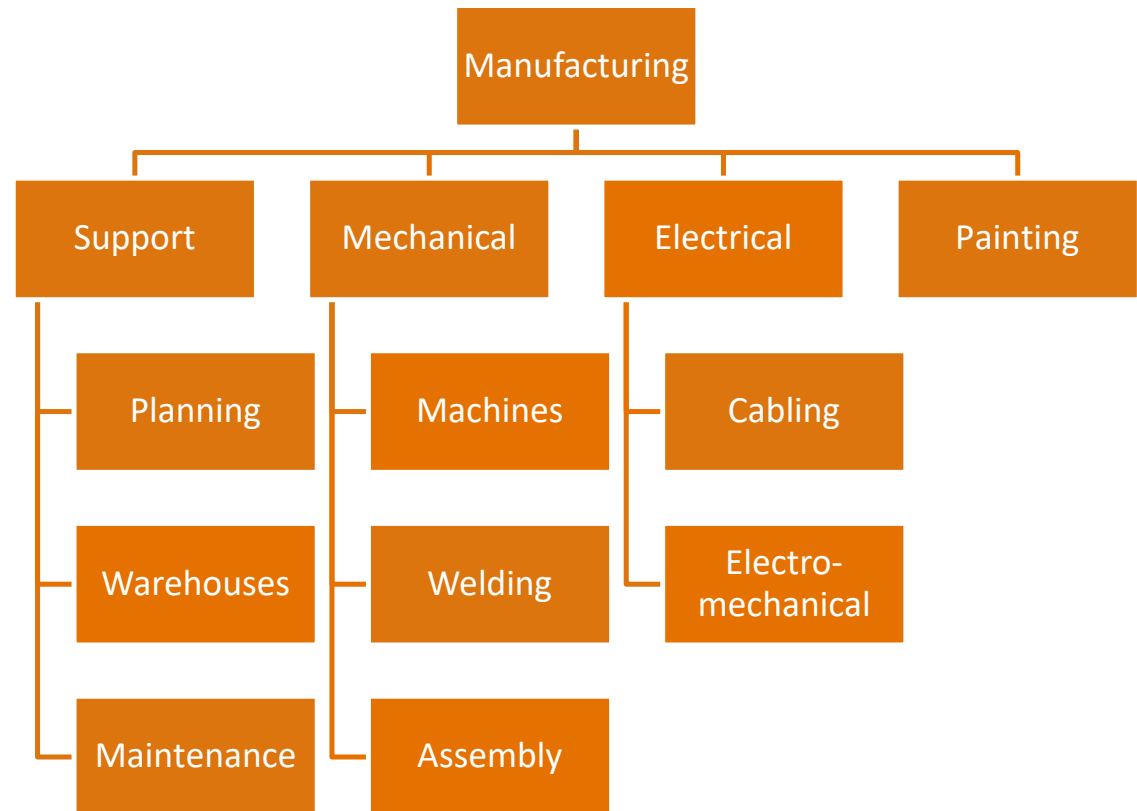 Manufacturing
Support
Mechanical
Electrical
Painting
Planning
Machines
Cabling
Warehouses
Welding
Electro-
mechanical
Maintenance
Assembly